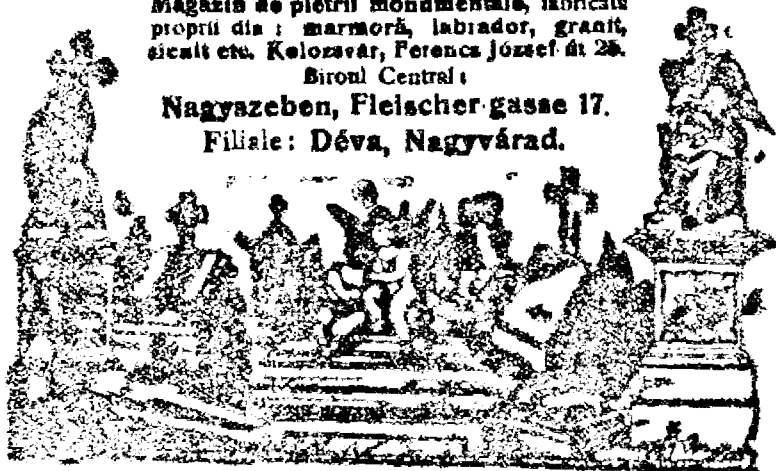 Magazin de pietrii monumentale, fabricate
proprii din : marmoră, labrador, granit,
sienit etc. Kolozsvár, Ferencz József-út 25.
Biroul Central :
Nagyszeben, Fleischer-gasse 17.
Filiale: Déva, Nagyvárad.